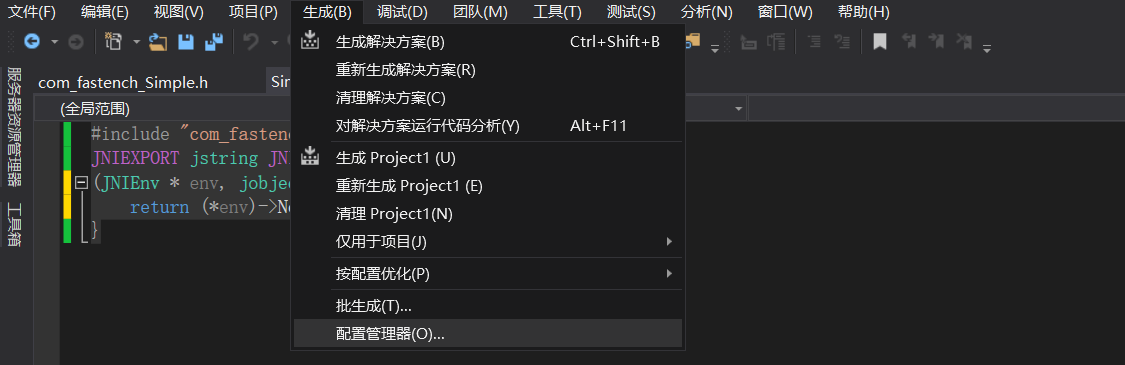 文件(F) 编辑(E) 视图(V) 项目(P) 生成(B) 调试(D) 团队(M) 工具(T) 测试(S) 分析(N) 窗口(W) 帮助(H)
生成解决方案(B) Ctrl+Shift+B
重新生成解决方案(R)
清理解决方案(C)
对解决方案运行代码分析(Y) Alt+F11
生成 Project1 (U)
重新生成 Project1 (E)
清理 Project1(N)
仅用于项目(J)
按配置优化(P)
批生成(T)...
配置管理器(O)...
服务器资源管理器
工具箱
com_fastench_Simple.h
(全局范围)
#include "com_fastenc
JNIEXPORT jstring JNI
(JNIEnv * env, jobjec
return (*env)->Ne
}